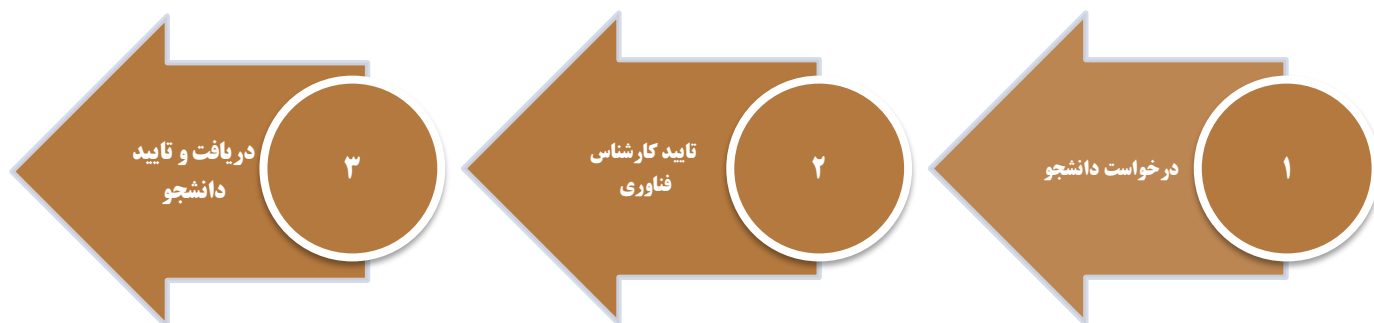 ۱
درخواست دانشجو
۲
تایید کارشناس
فناوری
۳
دریافت و تایید
دانشجو